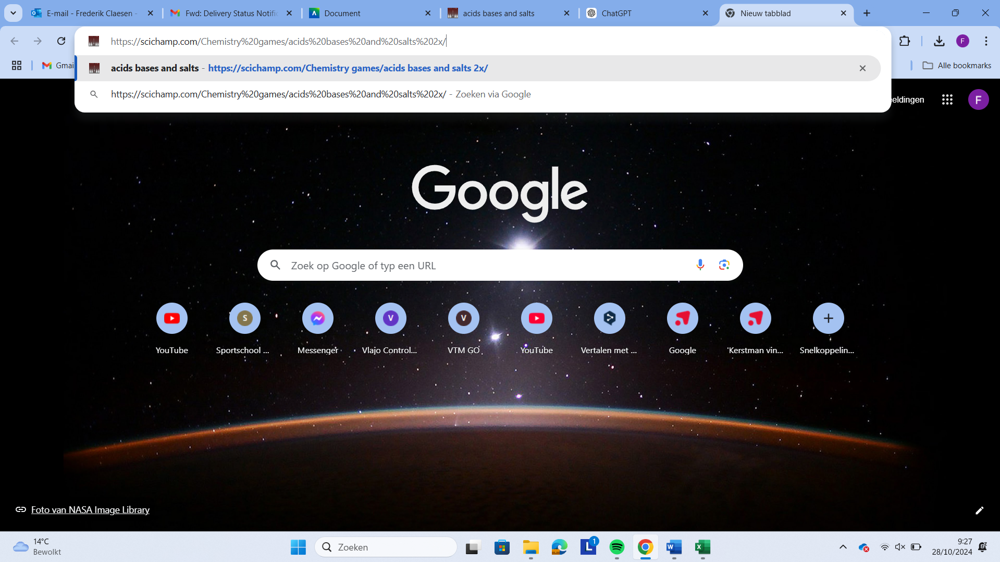 E-mail - Frederik Claesen -
Fwd: Delivery Status Notific
Document
acids bases and salts
ChatGPT
Nieuw tabblad
https://scichamp.com/Chemistry%20games/acids%20bases%20and%20salts%202x/
F
Gmai
acids bases and salts - https://scichamp.com/Chemistry games/acids bases and salts 2x/
Alle bookmarks
https://scichamp.com/Chemistry%20games/acids%20bases%20and%20salts%202x/ - Zoeken via Google
eeldingen
F
Google
Zoek op Google of typ een URL
S
V
V
YouTube
Sportschool ...
Messenger
Vlajo Control...
VTM GO
YouTube
Vertalen met ...
Google
'Kerstman vin...
Snelkoppelin...
Foto van NASA Image Library
14°C
Bewolkt
Zoeken
L
1
W
X
9:27
28/10/2024